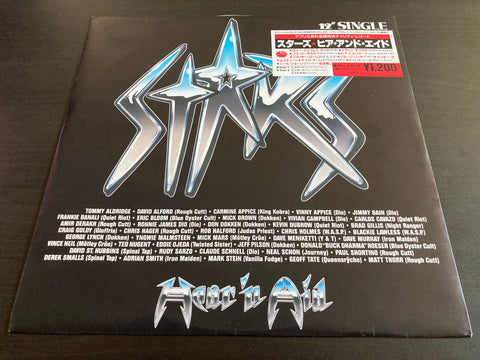 12" SINGLE
スターズ ヒア・アンド・エイド
¥1,200
STARS
TOMMY ALDRIDGE • DAVID ALFORD (Rough Cutt) • CARMINE APPICE (King Kobra) • VINNY APPICE (Dio) • JIMMY BAIN (Dio)
FRANKIE BANALI (Quiet Riot) • ERIC BLOOM (Blue Oyster Cult) • MICK BROWN (Dokken) • VIVIAN CAMPBELL (Dio) • CARLOS CAVAZO (Quiet Riot)
AMIR DERAKH (Rough Cutt) • RONNIE JAMES DIO (Dio) • DON DOKKEN (Dokken) • KEVIN DUBROW (Quiet Riot) • BRAD GILLIS (Night Ranger)
CRAIG GOLDY (Giuffria) • CHRIS HAGER (Rough Cutt) • ROB HALFORD (Judas Priest) • CHRIS HOLMES (W.A.S.P.) • BLACKIE LAWLESS (W.A.S.P.)
GEORGE LYNCH (Dokken) • YNGWIE MALMSTEEN • MICK MARS (Mötley Crüe) • DAVE MENIKETTI (Y & T) • DAVE MURRAY (Iron Maiden)
VINCE NEIL (Mötley Crüe) • TED NUGENT • EDDIE OJEDA (Twisted Sister) • JEFF PILSON (Dokken) • DONALD "BUCK DHARMA" ROESER (Blue Oyster Cult)
DAVID ST. HUBBINS (Spinal Tap) • RUDY SARZO • CLAUDE SCHNELL (Dio) • NEAL SCHON (Journey) • PAUL SHORTINO (Rough Cutt)
DEREK SMALLS (Spinal Tap) • ADRIAN SMITH (Iron Maiden) • MARK STEIN (Vanilla Fudge) • GEOFF TATE (Queensrÿche) • MATT THORR (Rough Cutt)
Hear 'n Aid